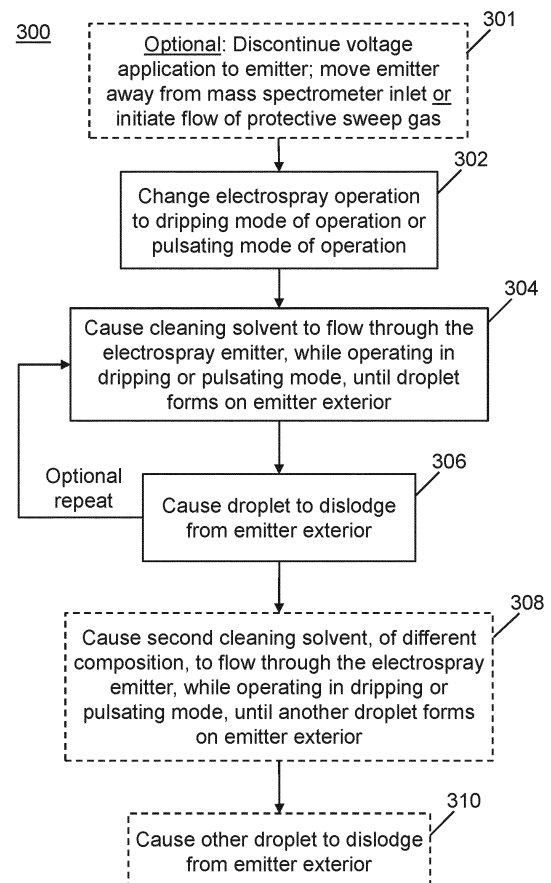 300
301
Optional: Discontinue voltage
application to emitter; move emitter
away from mass spectrometer inlet or
initiate flow of protective sweep gas
302
Change electrospray operation
to dripping mode of operation or
pulsating mode of operation
304
Cause cleaning solvent to flow through the
electrospray emitter, while operating in
dripping or pulsating mode, until droplet
forms on emitter exterior
Optional
repeat
306
Cause droplet to dislodge
from emitter exterior
308
Cause second cleaning solvent, of different
composition, to flow through the electrospray
emitter, while operating in dripping or
pulsating mode, until another droplet forms
on emitter exterior
310
Cause other droplet to dislodge
from emitter exterior